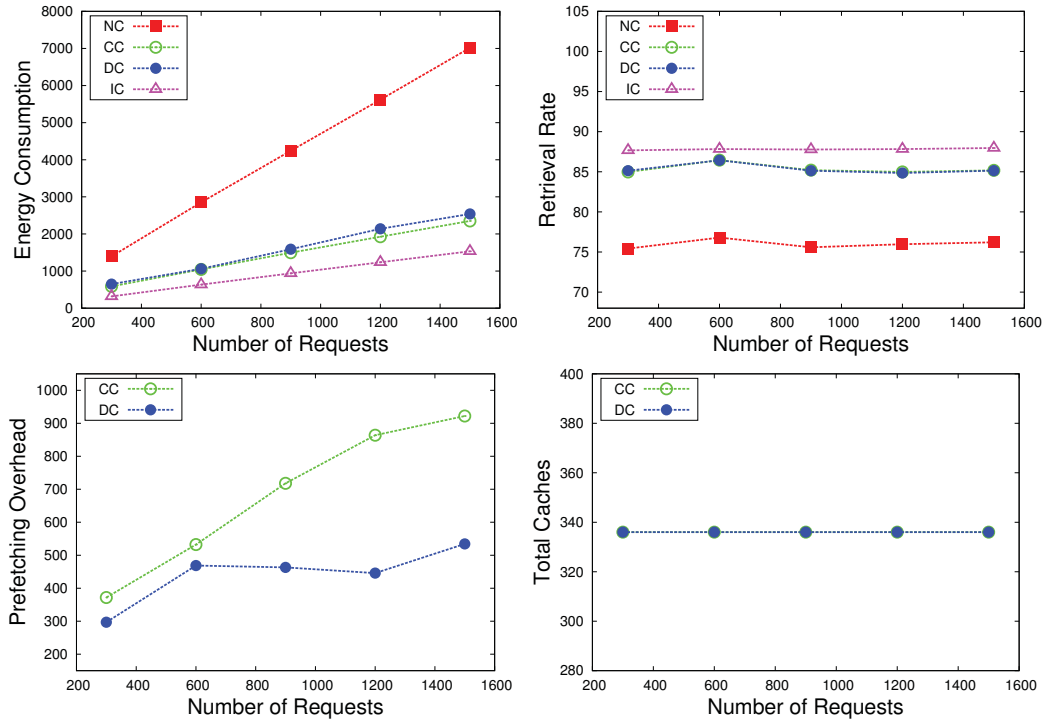 Energy Consumption
8000
7000
6000
5000
4000
3000
2000
1000
0
NC
CC
DC
IC
200 400 600 800 1000 1200 1400 1600
Number of Requests
Retrieval Rate
105
100
95
90
85
80
75
70
NC
CC
DC
IC
200 400 600 800 1000 1200 1400 1600
Number of Requests
Prefetching Overhead
1000
900
800
700
600
500
400
300
200
CC
DC
200 400 600 800 1000 1200 1400 1600
Number of Requests
Total Caches
400
380
360
340
320
300
280
CC
DC
200 400 600 800 1000 1200 1400 1600
Number of Requests